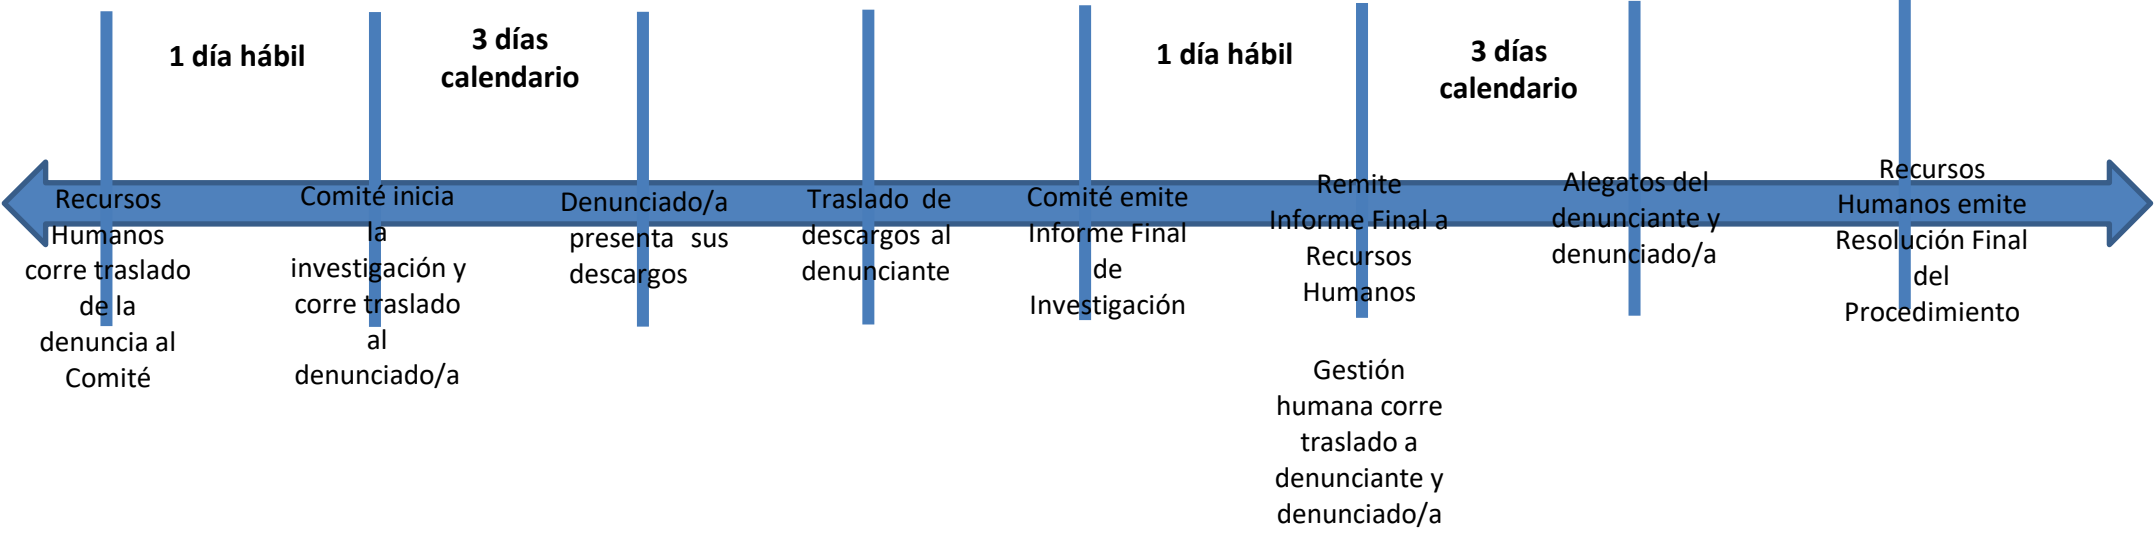 1 día hábil
3 días
calendario
1 día hábil
3 días
calendario
Recursos
Humanos
corre traslado
de la
denuncia al
Comité
Comité inicia
la
investigación y
corre traslado
al
denunciado/a
Denunciado/a
presenta sus
descargos
Traslado de
descargos al
denunciante
Comité emite
Informe Final
de
Investigación
Remite
Informe Final a
Recursos
Humanos
Gestión
humana corre
traslado a
denunciante y
denunciado/a
Alegatos del
denunciante y
denunciado/a
Recursos
Humanos emite
Resolución Final
del
Procedimiento